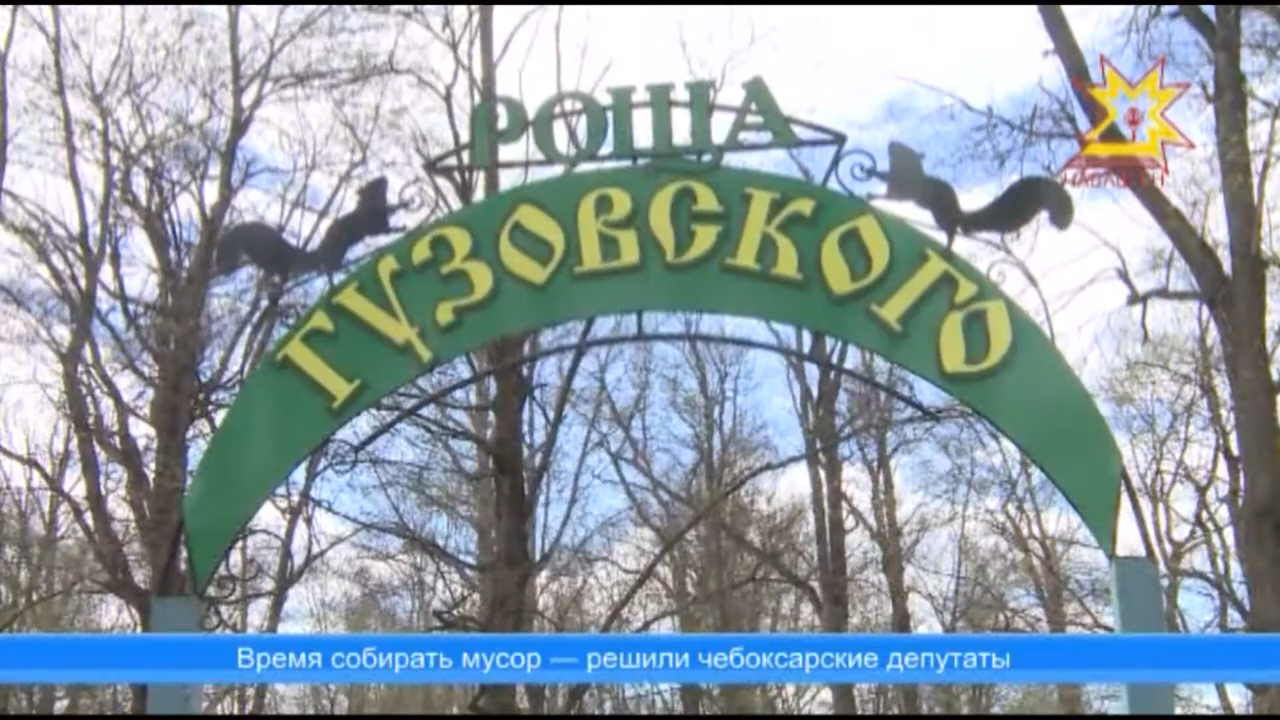 РОЩА
ГУЗОВСКОГО
Время собирать мусор — решили чебоксарские депутаты